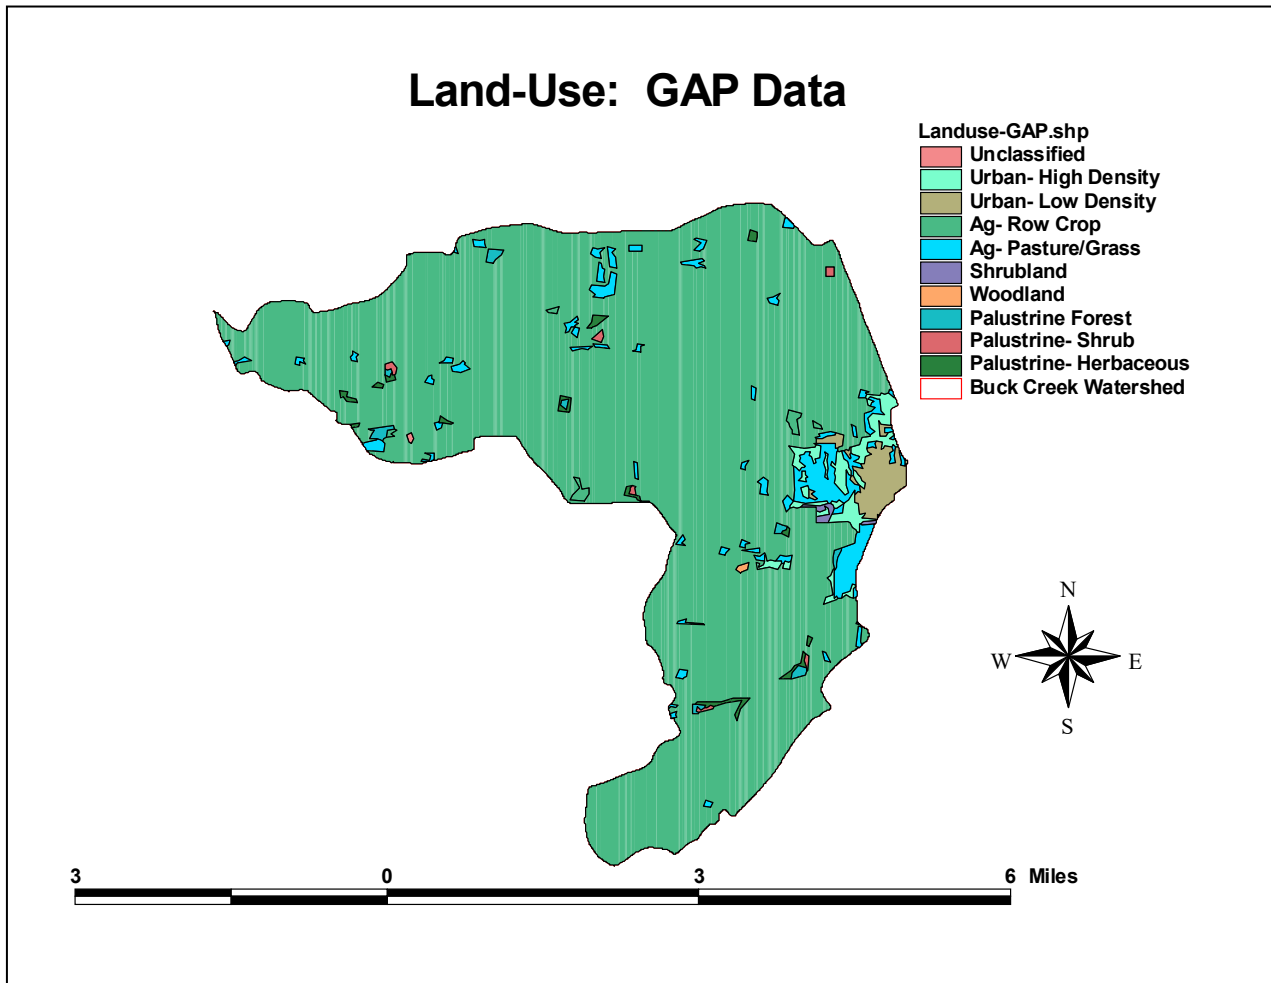 Land-Use: GAP Data
Landuse-GAP.shp
Unclassified
Urban- High Density
Urban- Low Density
Ag- Row Crop
Ag- Pasture/Grass
Shrubland
Woodland
Palustrine Forest
Palustrine- Shrub
Palustrine- Herbaceous
Buck Creek Watershed
N
W E
S
3 0 3 6 Miles